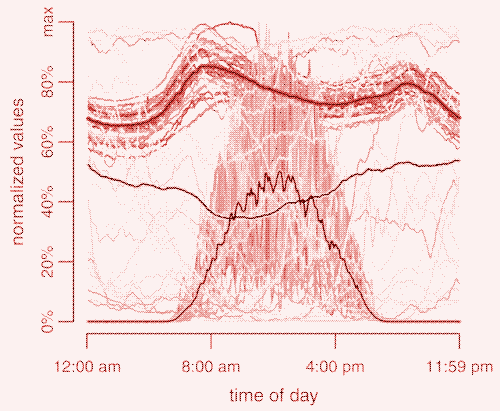 max
80%
60%
40%
20%
0%
normalized values
12:00 am 8:00 am 4:00 pm 11:59 pm
time of day